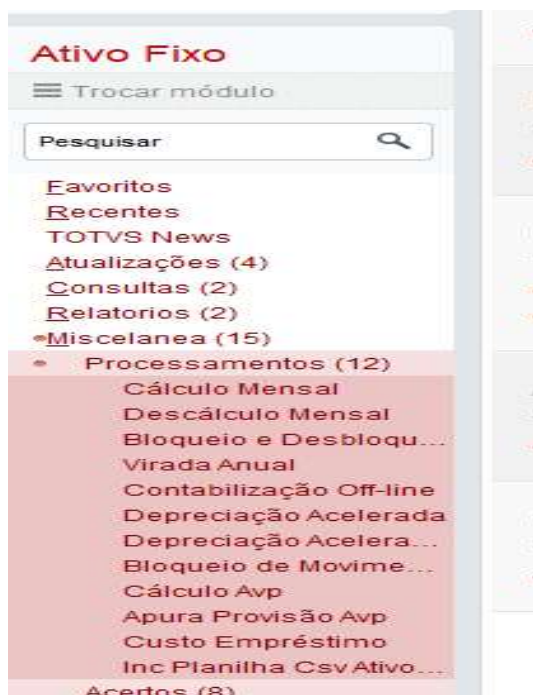 Ativo Fixo
Trocar módulo
Pesquisar
Favoritos
Recentes
TOTVS News
Atualizações (4)
Consultas (2)
Relatorios (2)
Miscelanea (15)
Processamentos (12)
Cálculo Mensal
Descálculo Mensal
Bloqueio e Desbloqu...
Virada Anual
Contabilização Off-line
Depreciação Acelerada
Depreciação Acelera...
Bloqueio de Movime...
Cálculo Avp
Apura Provisão Avp
Custo Empréstimo
Inc Planilha Csv Ativo...
Acertos (8)